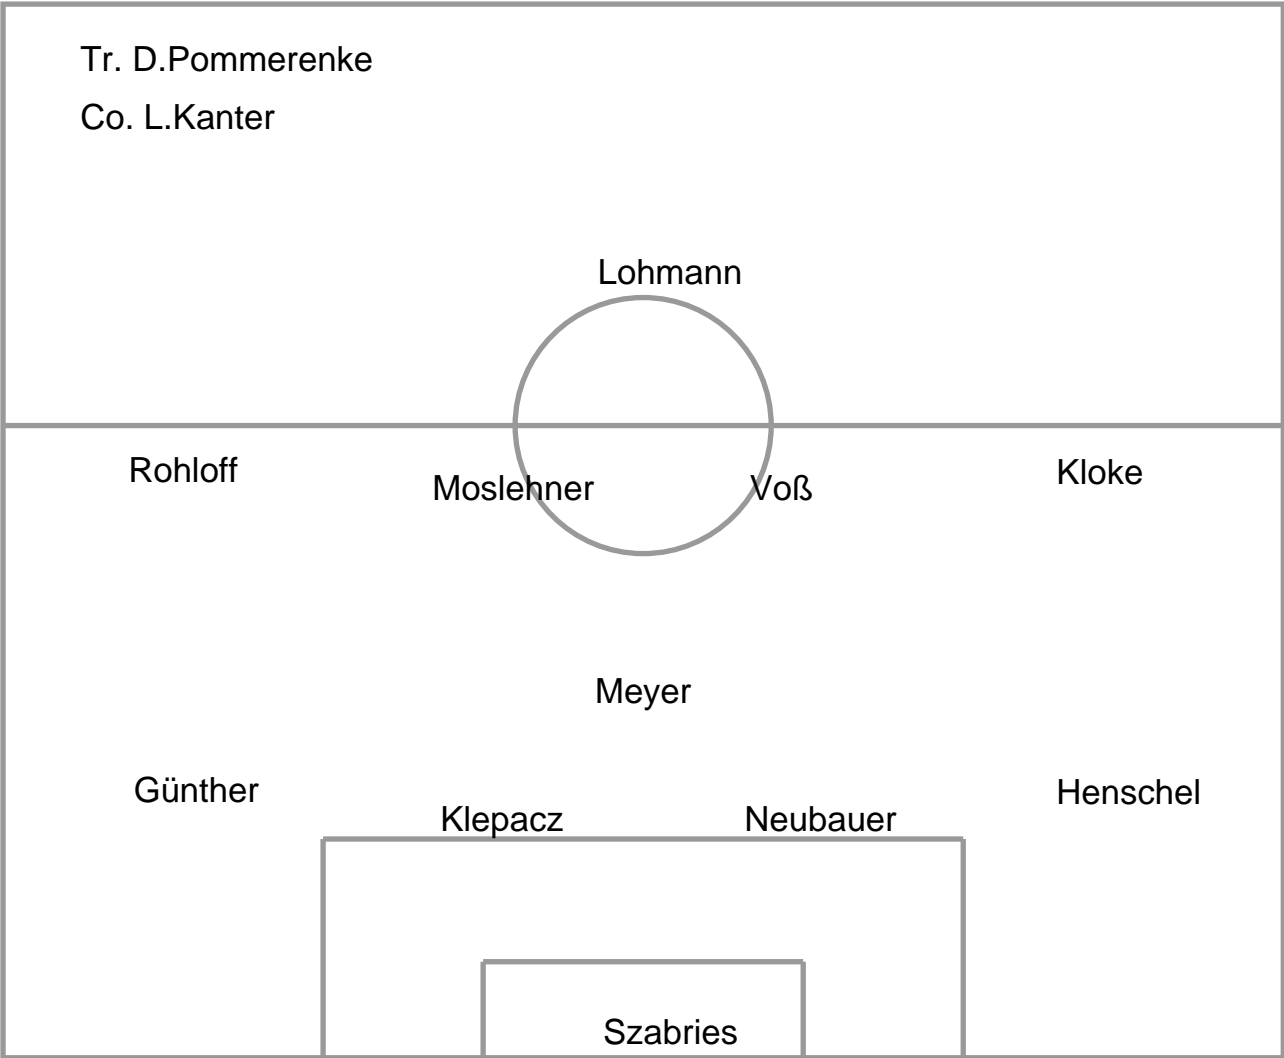 Tr. D.Pommerenke
Co. L.Kanter
Lohmann
Rohloff
Moslehner
Voß
Kloke
Meyer
Günther
Henschel
Klepacz
Neubauer
Szabries